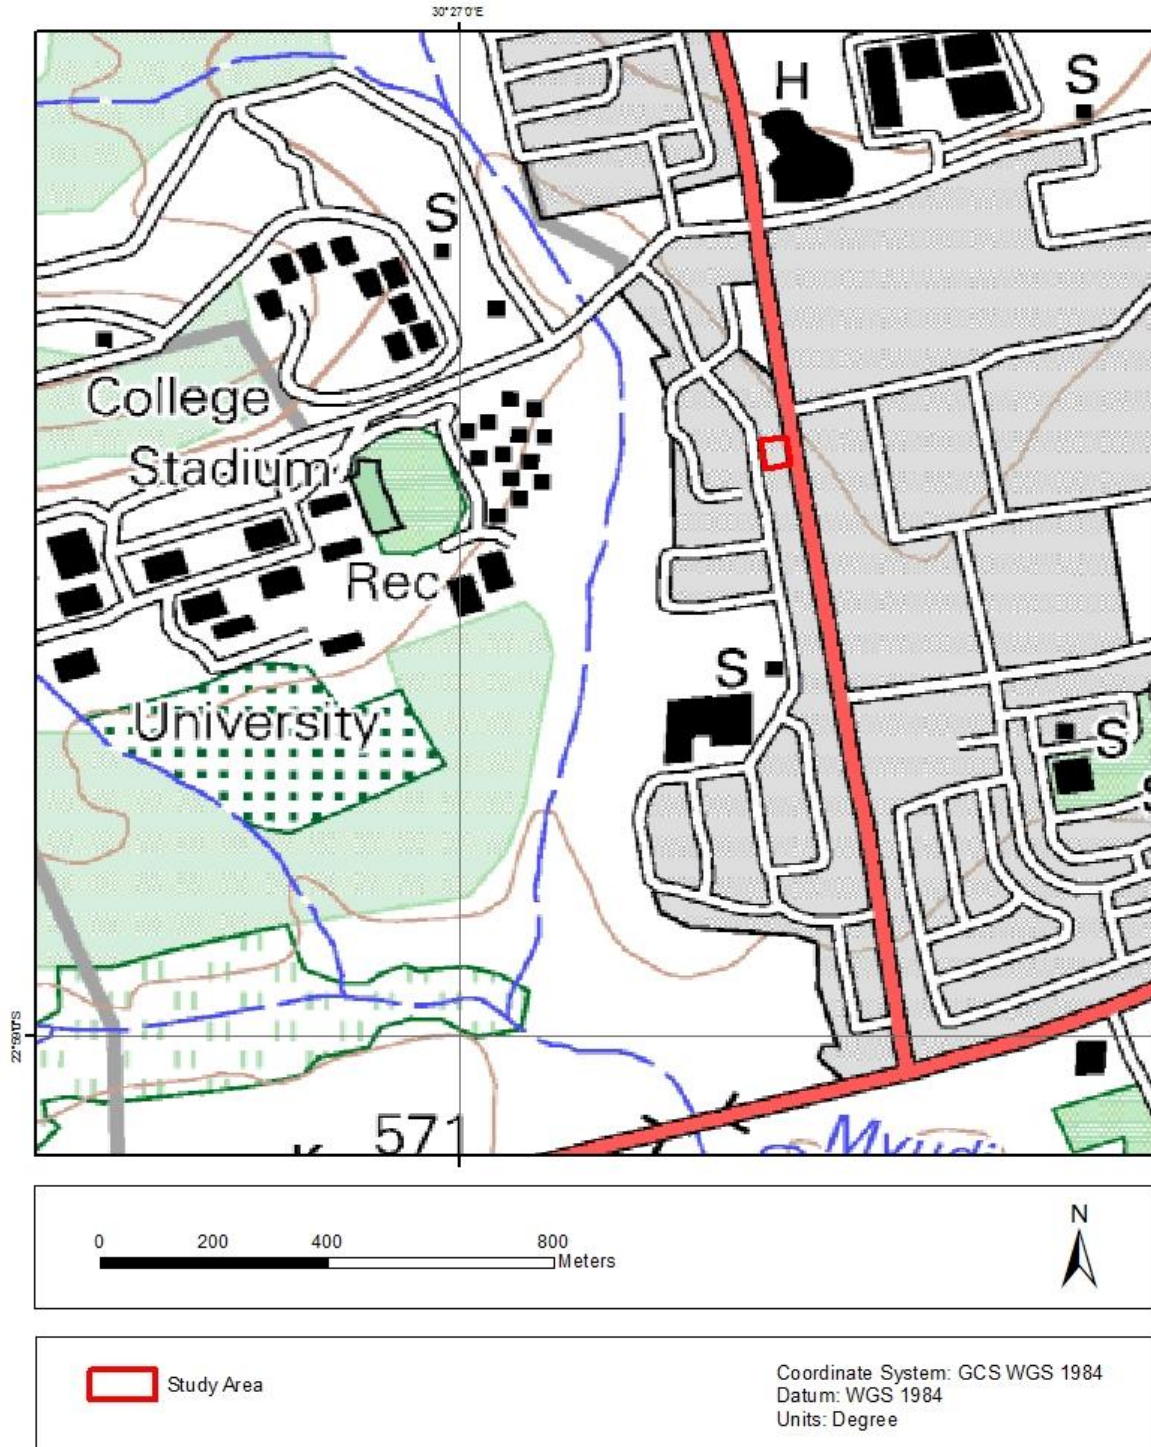 30°27'0"E
H
S
S
College
Stadium
Rec
S
University
S
22°59'0"S
571
0 200 400 800
Meters
N
Study Area
Coordinate System: GCS WGS 1984
Datum: WGS 1984
Units: Degree